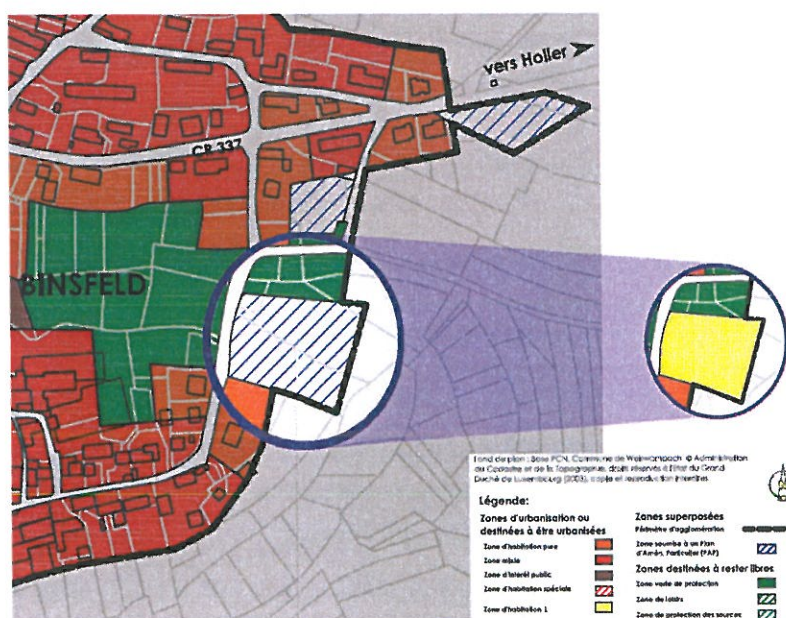 vers Holler
CR 337
BINSFELD
Fond de plan : Base PCN, Commune de Weiswampach © Administration
du Cadastre et de la Topographie, droits réservés à l'Etat du Grand
Duché de Luxembourg (2003), copie et reproduction interdites
Légende:
Zones d'urbanisation ou
destinées à être urbanisées
Zone d'habitation pure
Zone mixte
Zone d'intérêt public
Zone d'habitation spéciale
Zone d'habitation 1
Zones superposées
Périmètre d'agglomération
Zone soumise à un Plan
d'Amén. Particulier (PAP)
Zones destinées à rester libres
Zone verte de protection
Zone de loisirs
Zone de protection des sources